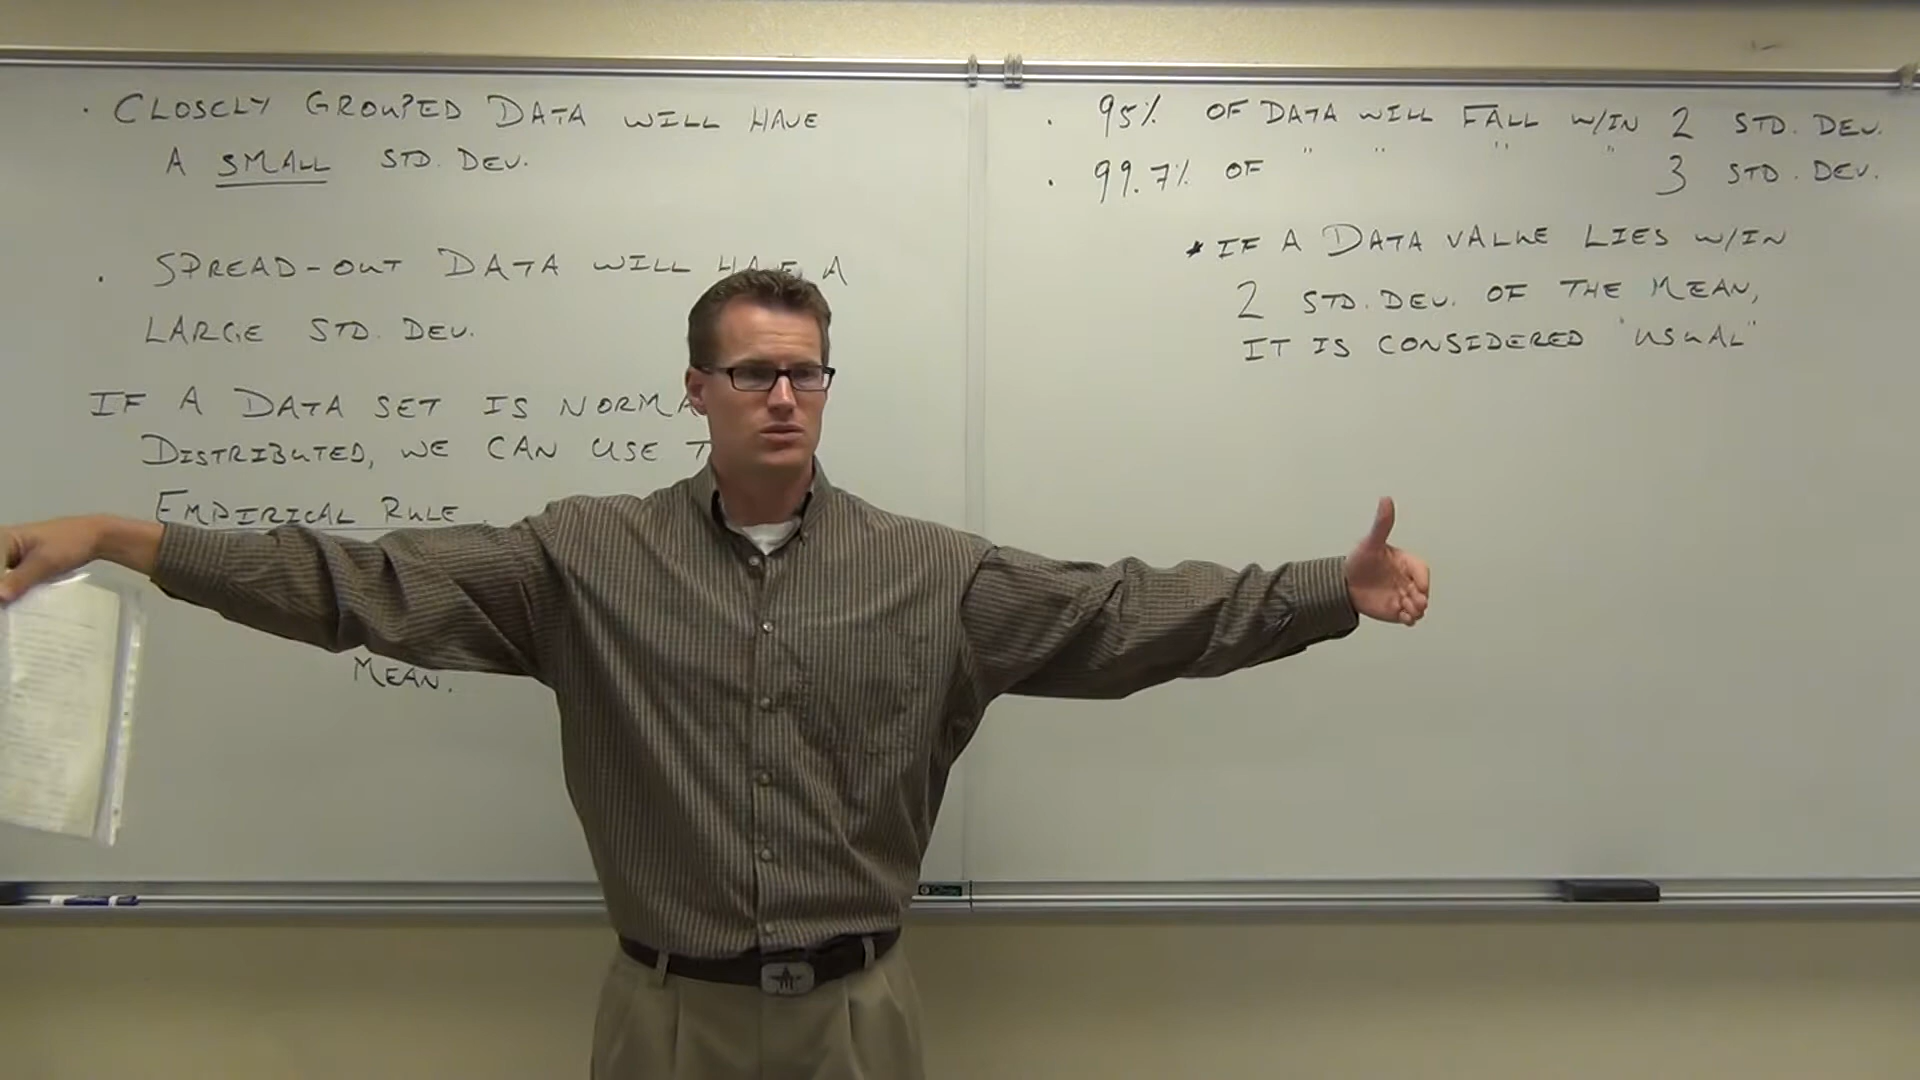 · CLOSELY GROUPED DATA WILL HAVE
A SMALL STD. DEV.
· SPREAD-OUT DATA WILL HAVE A
LARGE STD. DEV.
IF A DATA SET IS NORMA
DISTRIBUTED, WE CAN USE T
EMPIRICAL RULE.
MEAN.
· 95% OF DATA WILL FALL W/IN 2 STD. DEV.
· 99.7% OF " " " " 3 STD. DEV.
* IF A DATA VALUE LIES W/IN
2 STD. DEV. OF THE MEAN,
IT IS CONSIDERED "USUAL"